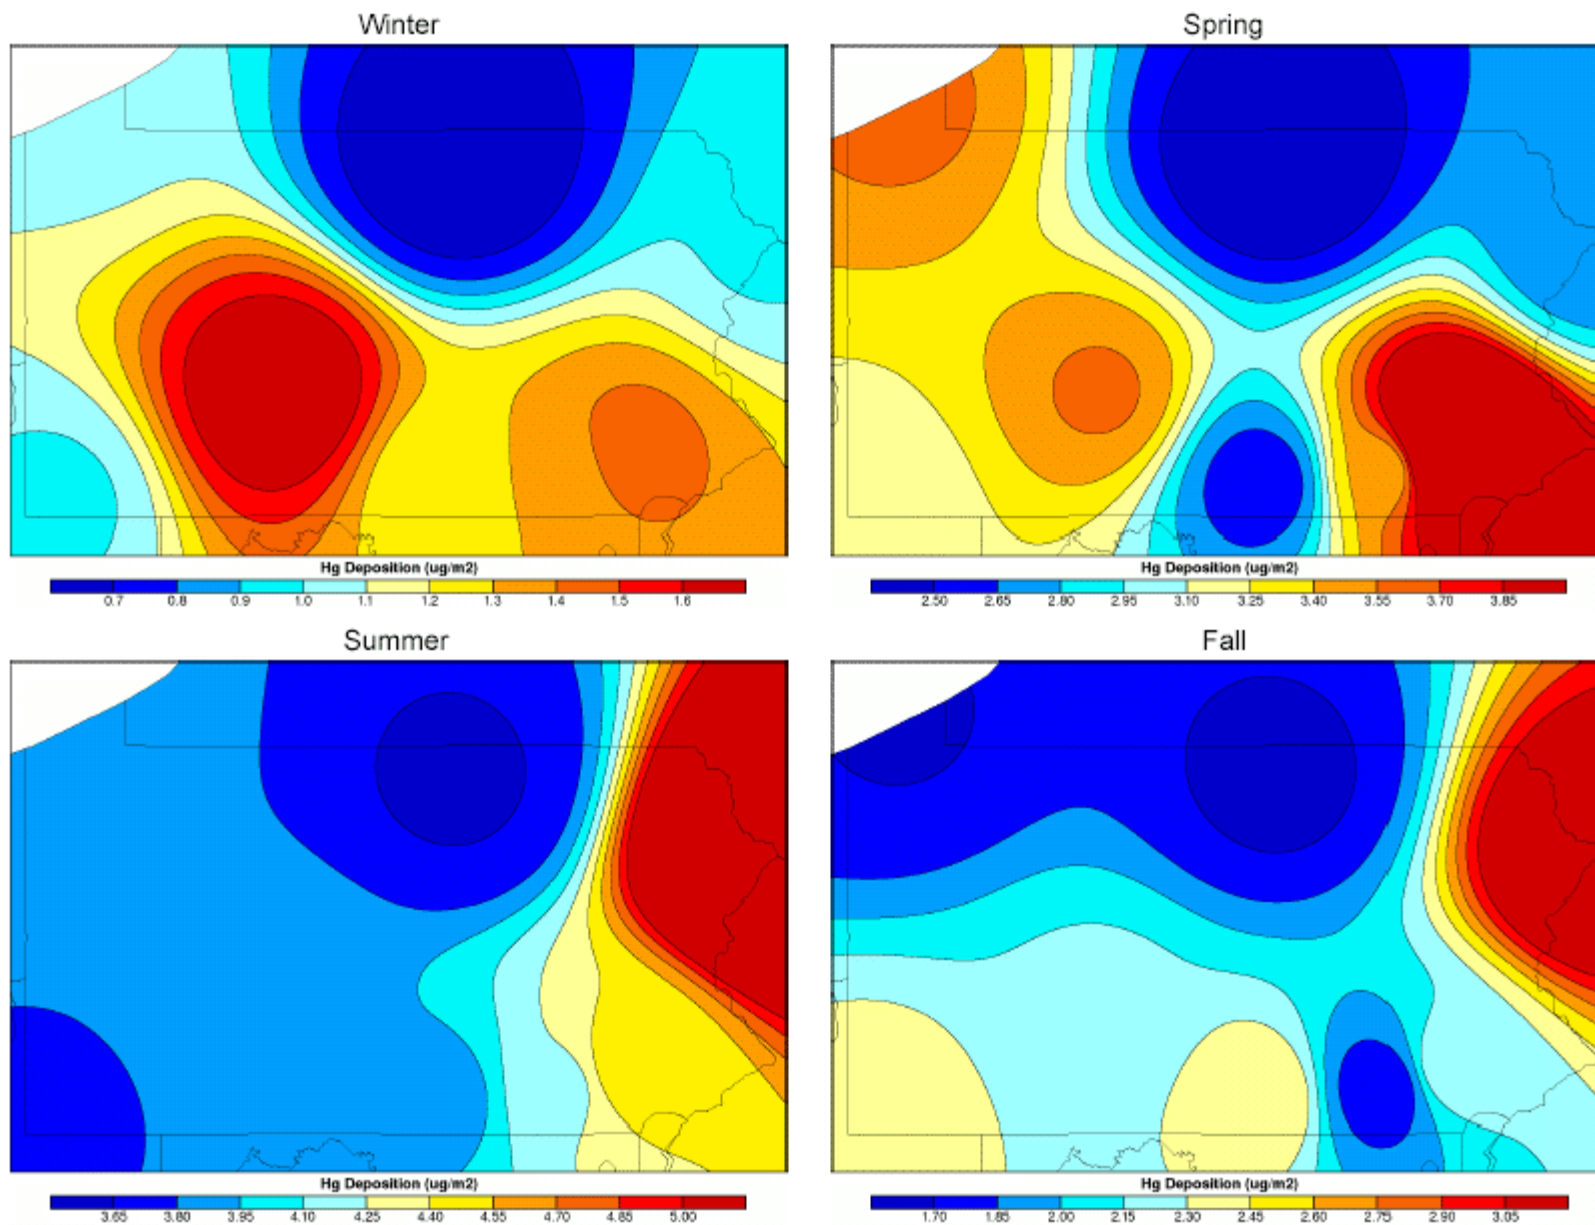 Winter
Spring
Hg Deposition (ug/m2)
0.7 0.8 0.9 1.0 1.1 1.2 1.3 1.4 1.5 1.6
Hg Deposition (ug/m2)
2.50 2.65 2.80 2.95 3.10 3.25 3.40 3.55 3.70 3.85
Summer
Fall
Hg Deposition (ug/m2)
3.65 3.80 3.95 4.10 4.25 4.40 4.55 4.70 4.85 5.00
Hg Deposition (ug/m2)
1.70 1.85 2.00 2.15 2.30 2.45 2.60 2.75 2.90 3.05